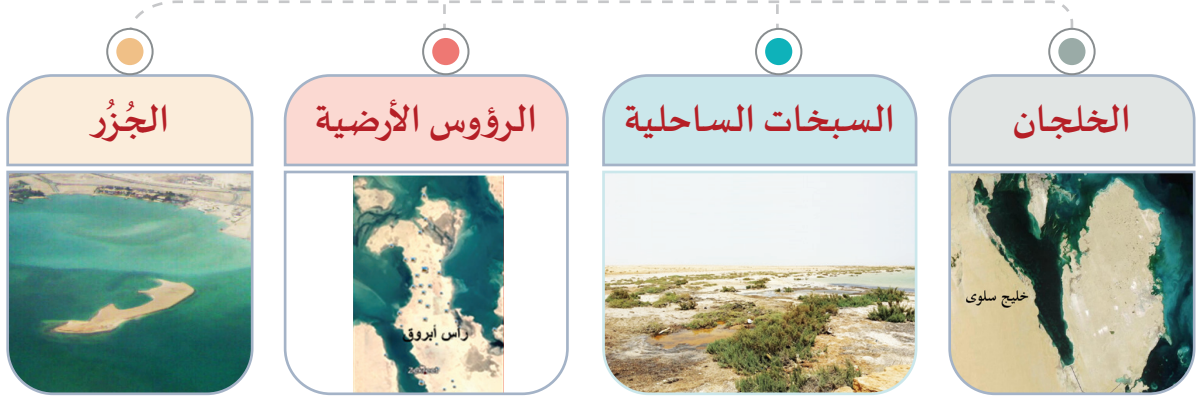 الخلجان
السبخات الساحلية
الرؤوس الأرضية
الجُزُر
خليج سلوى
رأس أبروق